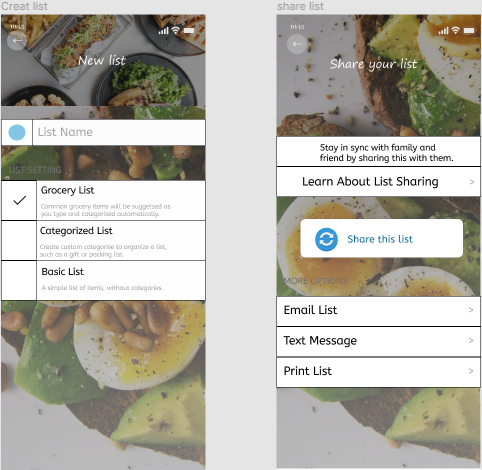 Creat list
10:15
New list
List Name
LIST SETTING
Grocery List
Common grocery items will be suggetsed as
you type and categorized automatically.
Categorized List
Create custom categorise to organize a list,
such as a gift or packing list.
Basic List
A simple list of items, without categories.
share list
10:15
Share your list
Stay in sync with family and
friend by sharing this with them.
Learn About List Sharing >
Share this list
MORE OPTIONS
Email List >
Text Message >
Print List >